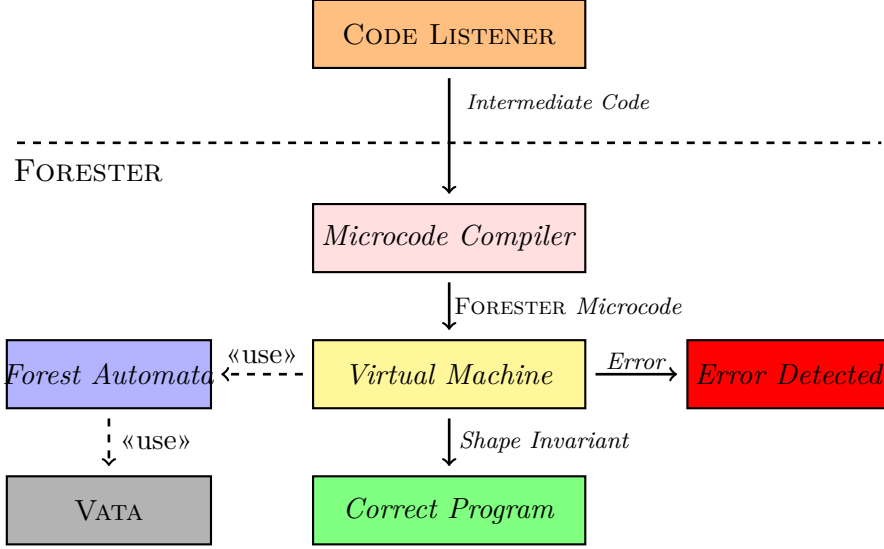 CODE LISTENER
Intermediate Code
FORESTER
Microcode Compiler
FORESTER Microcode
Forest Automata
«use»
Virtual Machine
Error
Error Detected
«use»
Shape Invariant
VATA
Correct Program